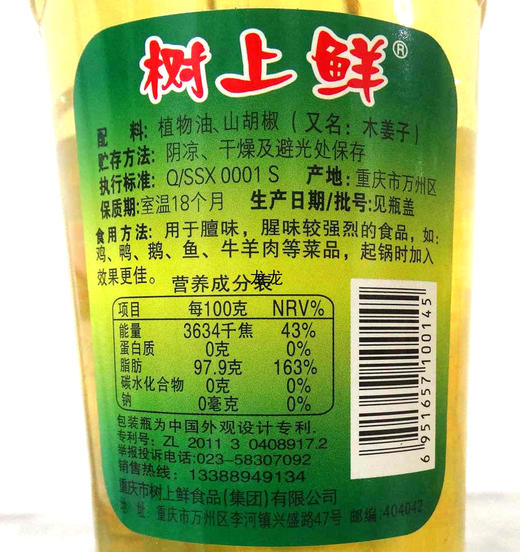 树上鲜®
配　料：植物油、山胡椒（又名：木姜子）
贮存方法：阴凉、干燥及避光处保存
执行标准：Q/SSX 0001 S　产地：重庆市万州区
保质期：室温18个月　生产日期/批号：见瓶盖
食用方法：用于膻味，腥味较强烈的食品，如：
鸡、鸭、鹅、鱼、牛羊肉等菜品，起锅时加入
效果更佳。
营养成分表
龙龙
项目　每100克　NRV%
能量　3634千焦　43%
蛋白质　0克　0%
脂肪　97.9克　163%
碳水化合物　0克　0%
钠　0毫克　0%
包装瓶为中国外观设计专利.
专利号：ZL 2011 3 0408917.2
举报投诉电话：023-58307092
销售热线：13388949134
重庆市树上鲜食品(集团)有限公司
地址：重庆市万州区李河镇兴盛路47号　邮编：404042
6951657100145